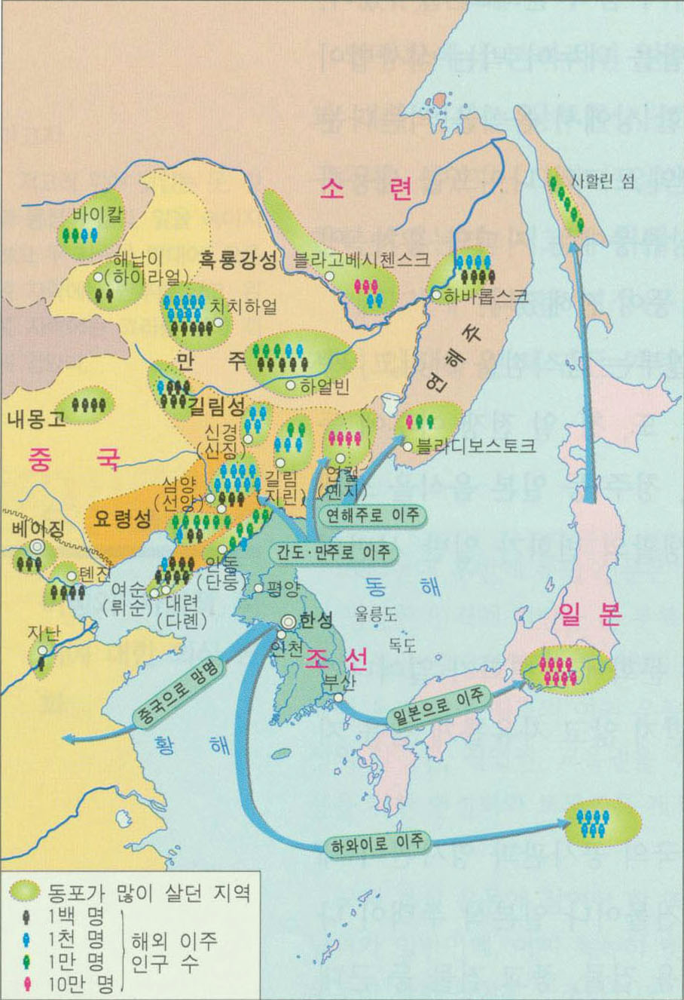 소 련
사할린 섬
바이칼
해납이
(하이라얼)
흑룡강성
블라고베시첸스크
하바롭스크
치치하얼
만 주
연 해 주
하얼빈
내몽고
길림성
신경
(신징)
블라디보스토크
중 국
길림
(지린)
연길
(옌지)
심양
(선양)
연해주로 이주
요령성
베이징
간도·만주로 이주
톈진
안동
(단둥)
여순
(뤼순)
대련
(다롄)
평양
동 해
울릉도
한성
일 본
지난
인천
독도
조 선
부산
중국으로 망명
일본으로 이주
황 해
하와이로 이주
동포가 많이 살던 지역
1백 명
1천 명
1만 명
10만 명
해외 이주
인구 수